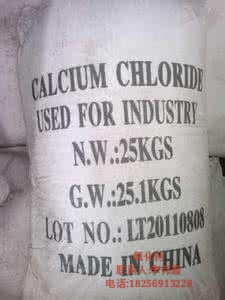 CALCIUM CHLORIDE
USED FOR INDUSTRY
N.W.:25KGS
G.W.:25.1KGS
LOT NO.: LT20110808
MADE IN CHINA
电话:18256913228